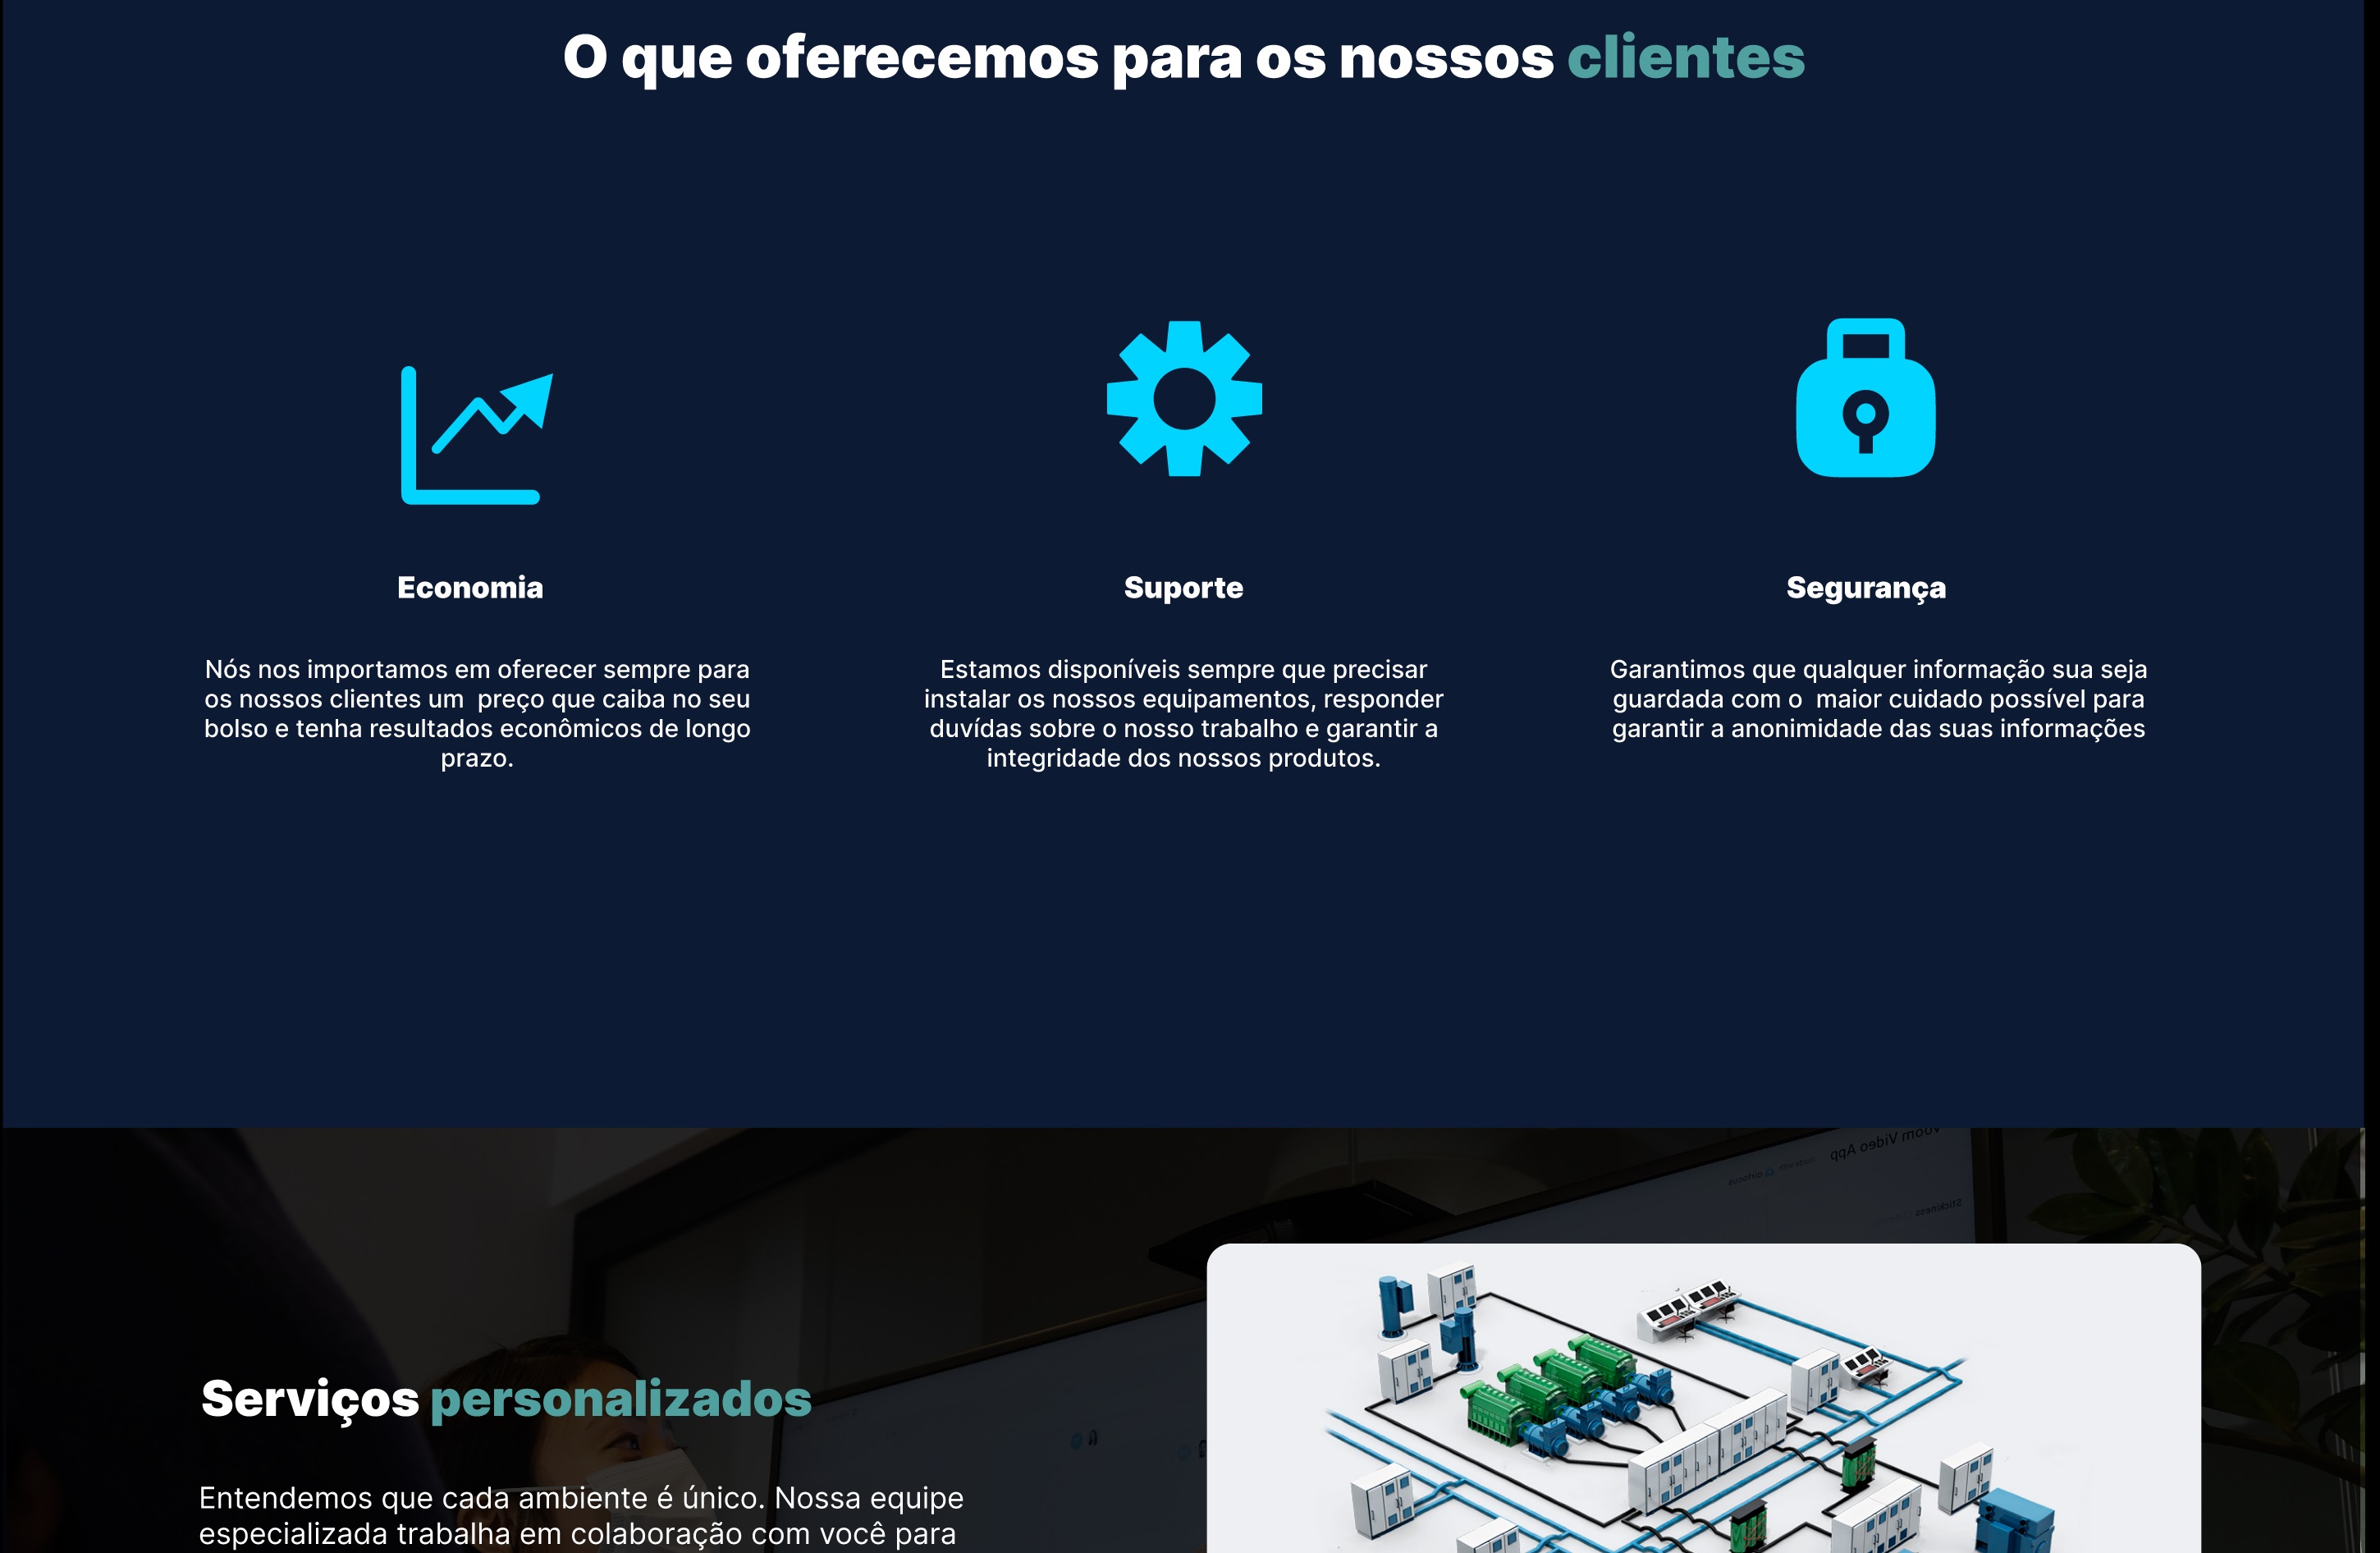 O que oferecemos para os nossos clientes
Economia
Nós nos importamos em oferecer sempre para
os nossos clientes um  preço que caiba no seu
bolso e tenha resultados econômicos de longo
prazo.
Suporte
Estamos disponíveis sempre que precisar
instalar os nossos equipamentos, responder
duvídas sobre o nosso trabalho e garantir a
integridade dos nossos produtos.
Segurança
Garantimos que qualquer informação sua seja
guardada com o  maior cuidado possível para
garantir a anonimidade das suas informações
Video App
Stickiness
Serviços personalizados
Entendemos que cada ambiente é único. Nossa equipe
especializada trabalha em colaboração com você para